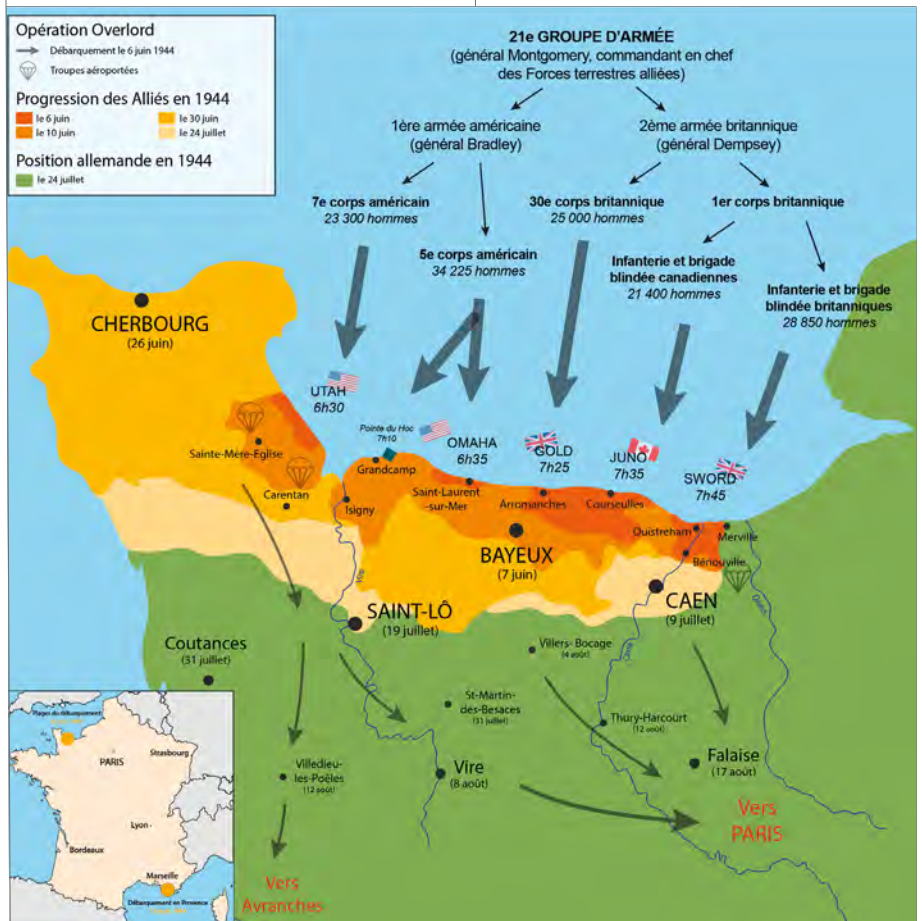 Opération Overlord
Débarquement le 6 juin 1944
Troupes aéroportées
Progression des Alliés en 1944
le 6 juin
le 30 juin
le 10 juin
le 24 juillet
Position allemande en 1944
le 24 juillet
21e GROUPE D'ARMÉE
(général Montgomery, commandant en chef
des Forces terrestres alliées)
1ère armée américaine
(général Bradley)
2ème armée britannique
(général Dempsey)
7e corps américain
23 300 hommes
30e corps britannique
25 000 hommes
1er corps britannique
5e corps américain
34 225 hommes
Infanterie et brigade
blindée canadiennes
21 400 hommes
Infanterie et brigade
blindée britanniques
28 850 hommes
CHERBOURG
(26 juin)
UTAH
6h30
Pointe du Hoc
7h10
OMAHA
6h35
GOLD
7h25
JUNO
7h35
SWORD
7h45
Sainte-Mère-Eglise
Grandcamp
Carentan
Isigny
Saint-Laurent
-sur-Mer
Arromanches
Courseulles
Ouistreham
Merville
Bénouville
BAYEUX
(7 juin)
Vire
CAEN
(9 juillet)
Orne
SAINT-LÔ
(19 juillet)
Coutances
(31 juillet)
Villers-Bocage
(4 août)
St-Martin-
des-Besaces
(31 juillet)
Thury-Harcourt
(12 août)
Falaise
(17 août)
Villedieu-
les-Poêles
(12 août)
Vire
(8 août)
Vers
PARIS
Vers
Avranches
Plages du débarquement
PARIS
Strasbourg
Lyon
Bordeaux
Marseille
Débarquement en Provence